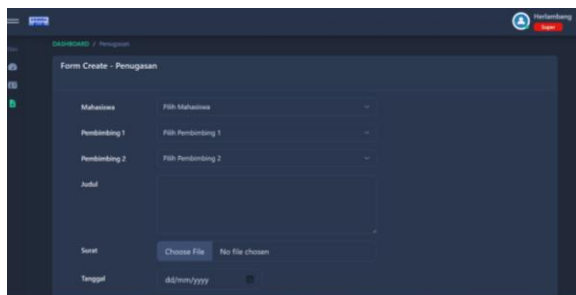 Herlambang
Super
DASHBOARD / Penugasan
Form Create - Penugasan
Mahasiswa Pilih Mahasiswa
Pembimbing 1 Pilih Pembimbing 1
Pembimbing 2 Pilih Pembimbing 2
Judul
Surat Choose File No file chosen
Tanggal dd/mm/yyyy